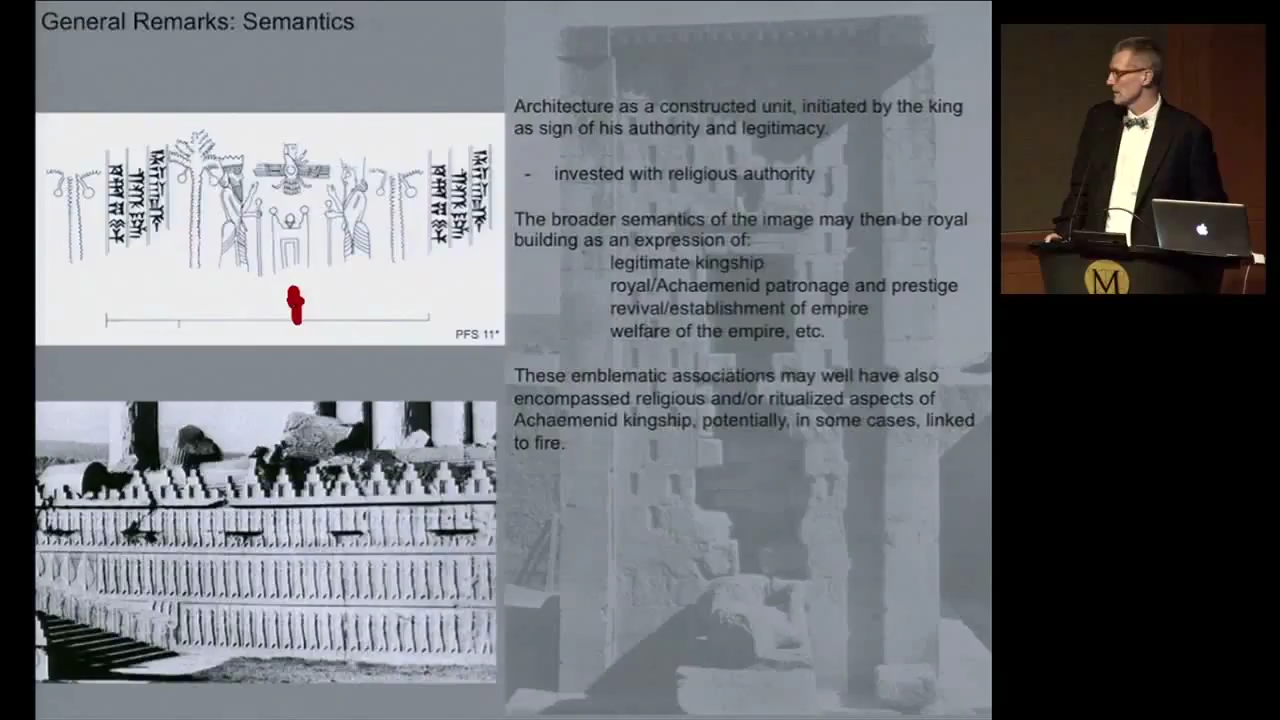 General Remarks: Semantics
PFS 11*
Architecture as a constructed unit, initiated by the king
as sign of his authority and legitimacy.
- invested with religious authority
The broader semantics of the image may then be royal
building as an expression of:
legitimate kingship
royal/Achaemenid patronage and prestige
revival/establishment of empire
welfare of the empire, etc.
These emblematic associations may well have also
encompassed religious and/or ritualized aspects of
Achaemenid kingship, potentially, in some cases, linked
to fire.
M